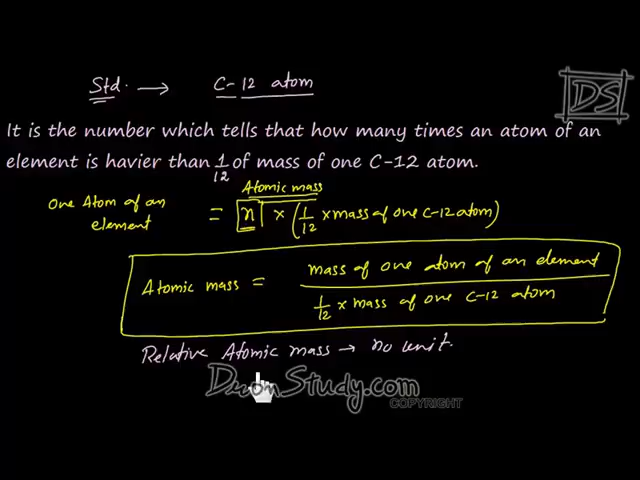 Std. → C-12 atom
DS
It is the number which tells that how many times an atom of an
element is havier than 1/12 of mass of one C-12 atom.
Atomic mass
One Atom of an element = n × (1/12 × mass of one C-12 atom)
Atomic mass = mass of one atom of an element / 1/12 × mass of one C-12 atom
Relative Atomic mass → no unit.
DronStudy.com
COPYRIGHT